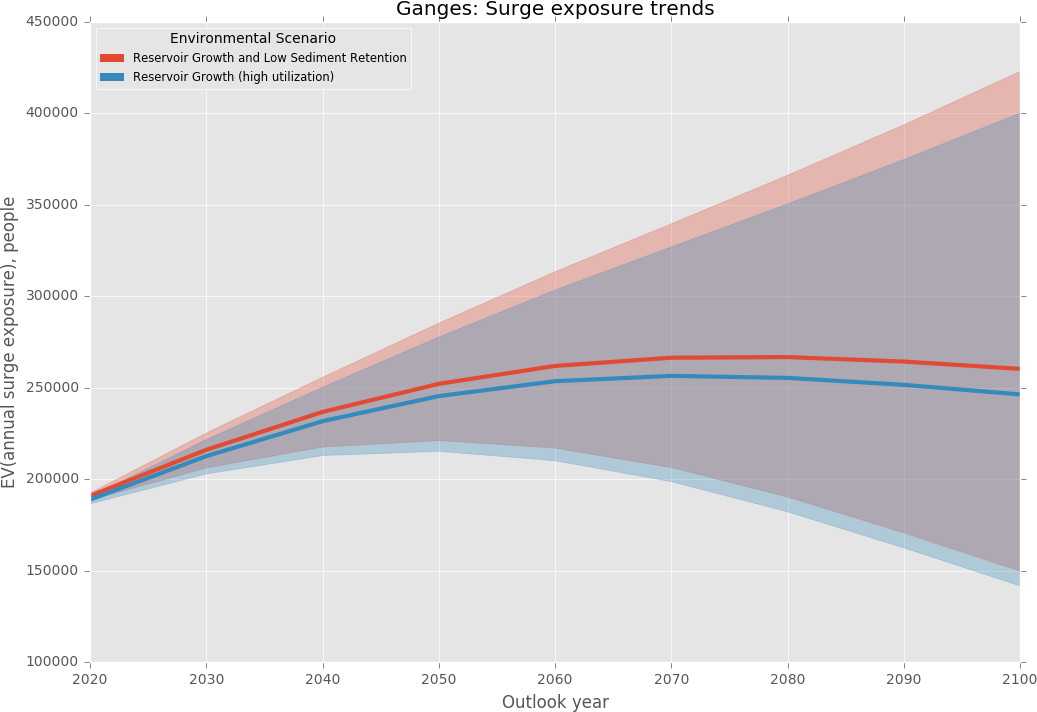 Ganges: Surge exposure trends
Environmental Scenario
Reservoir Growth and Low Sediment Retention
Reservoir Growth (high utilization)
EV(annual surge exposure), people
450000
400000
350000
300000
250000
200000
150000
100000
2020 2030 2040 2050 2060 2070 2080 2090 2100
Outlook year